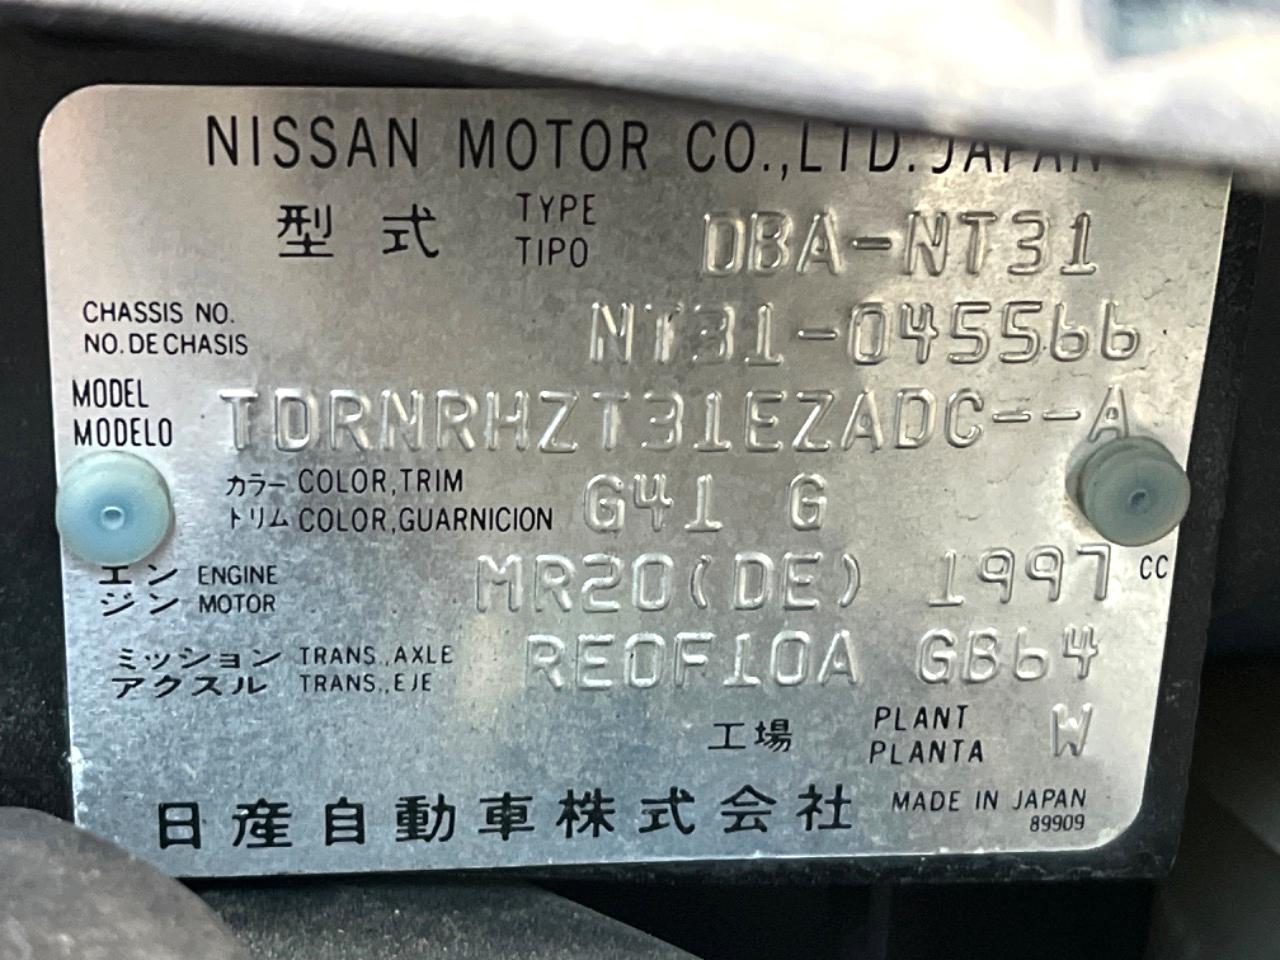 NISSAN MOTOR CO.,LTD. JAPAN
型式 TYPE TIPO DBA-NT31
CHASSIS NO. NO. DE CHASIS NT31-045566
MODEL MODELO TDRNRHZT31EZADC--A
カラー COLOR,TRIM G41 G
トリム COLOR,GUARNICION
エンジン ENGINE MOTOR MR20(DE) 1997 CC
ミッション TRANS.,AXLE RE0F10A GB64
アクスル TRANS.,EJE
工場 PLANT PLANTA W
日産自動車株式会社 MADE IN JAPAN
89909